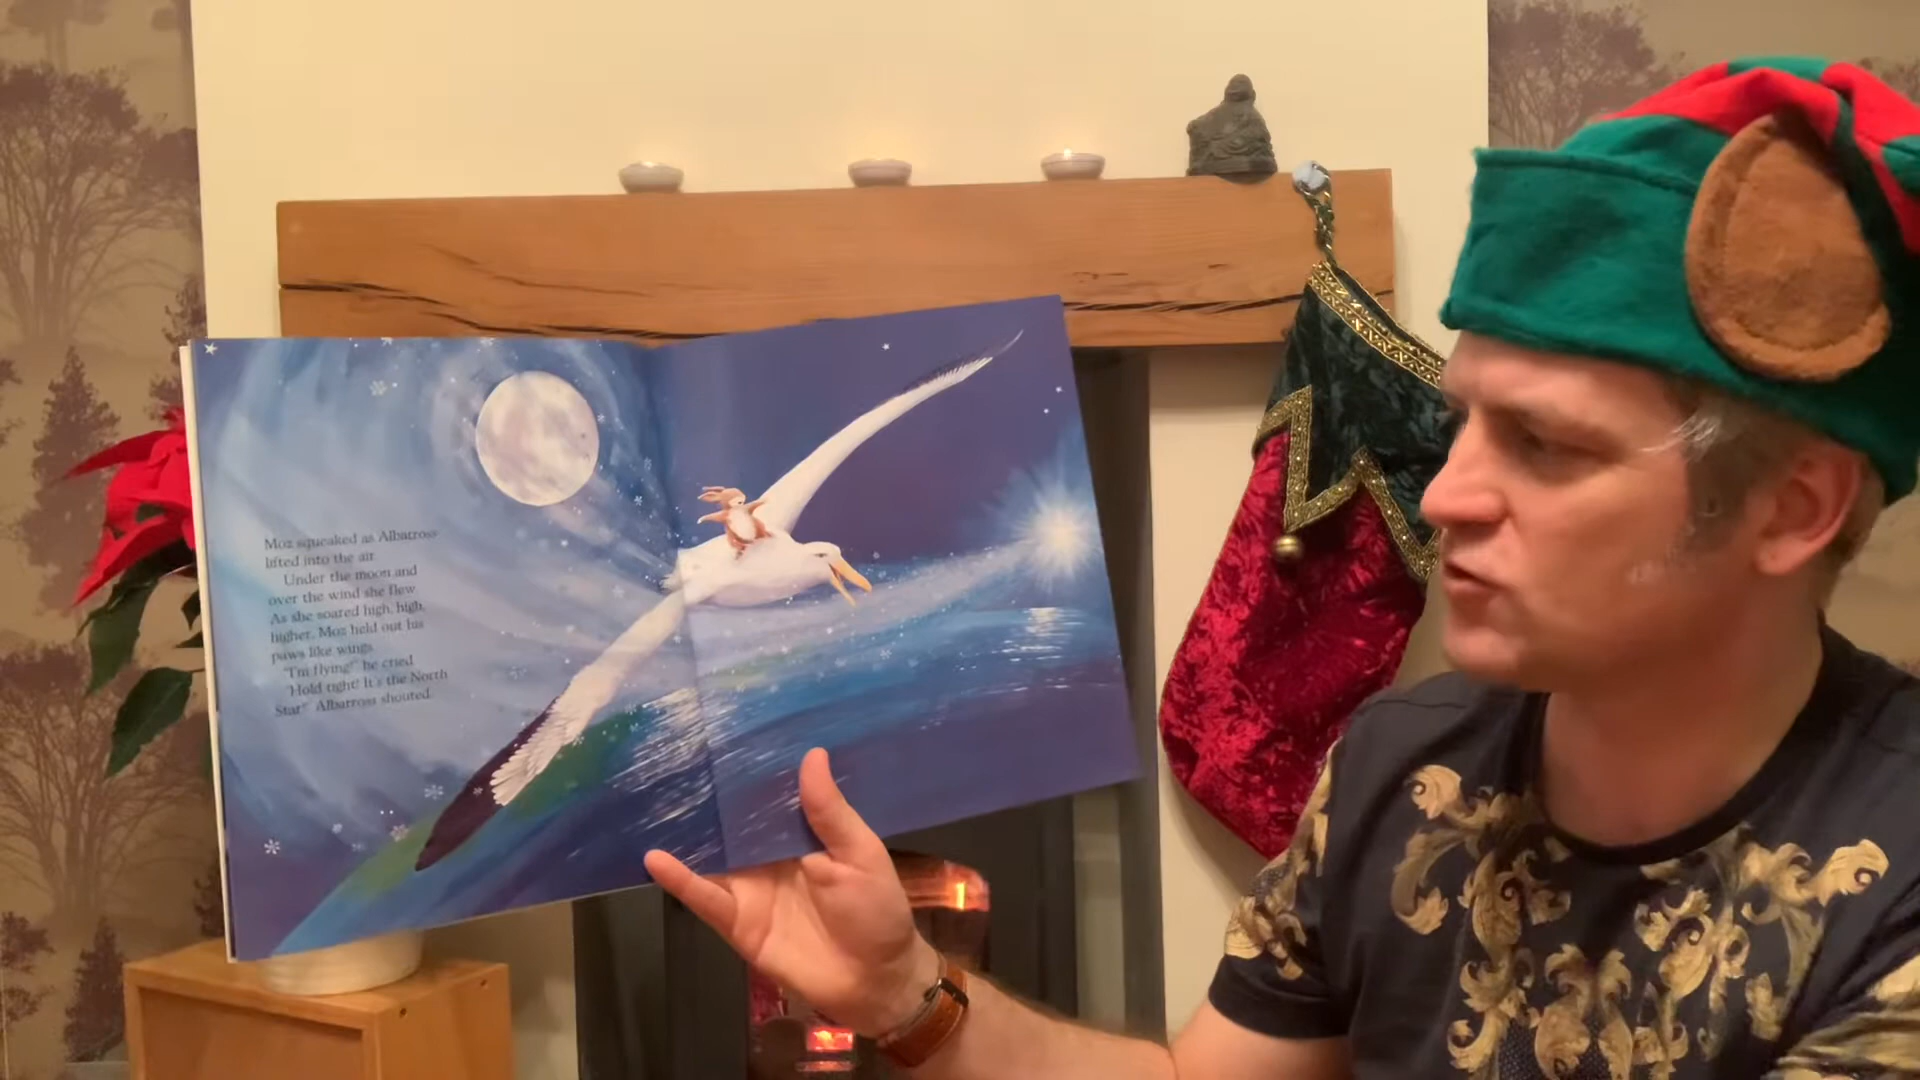 Moz squeaked as Albatross
lifted into the air.
Under the moon and
over the wind she flew.
As she soared high, high,
higher, Moz held out his
paws like wings.
"I'm flying!" he cried.
"Hold tight! It's the North
Star!" Albatross shouted.